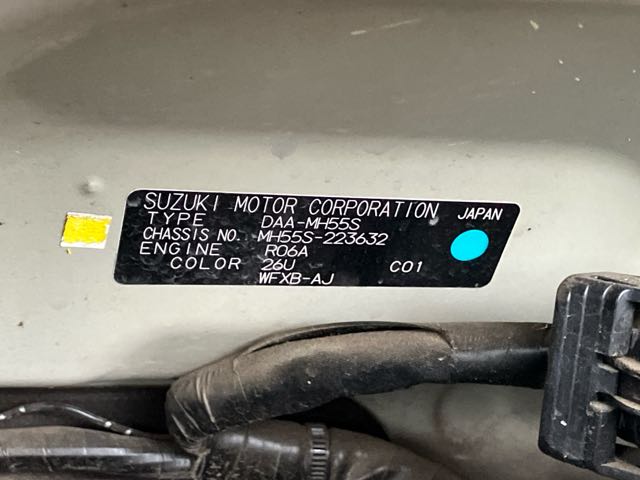 SUZUKI MOTOR CORPORATION JAPAN
TYPE DAA-MH55S
CHASSIS NO. MH55S-223632
ENGINE R06A
COLOR 26U C01
WFXB-AJ